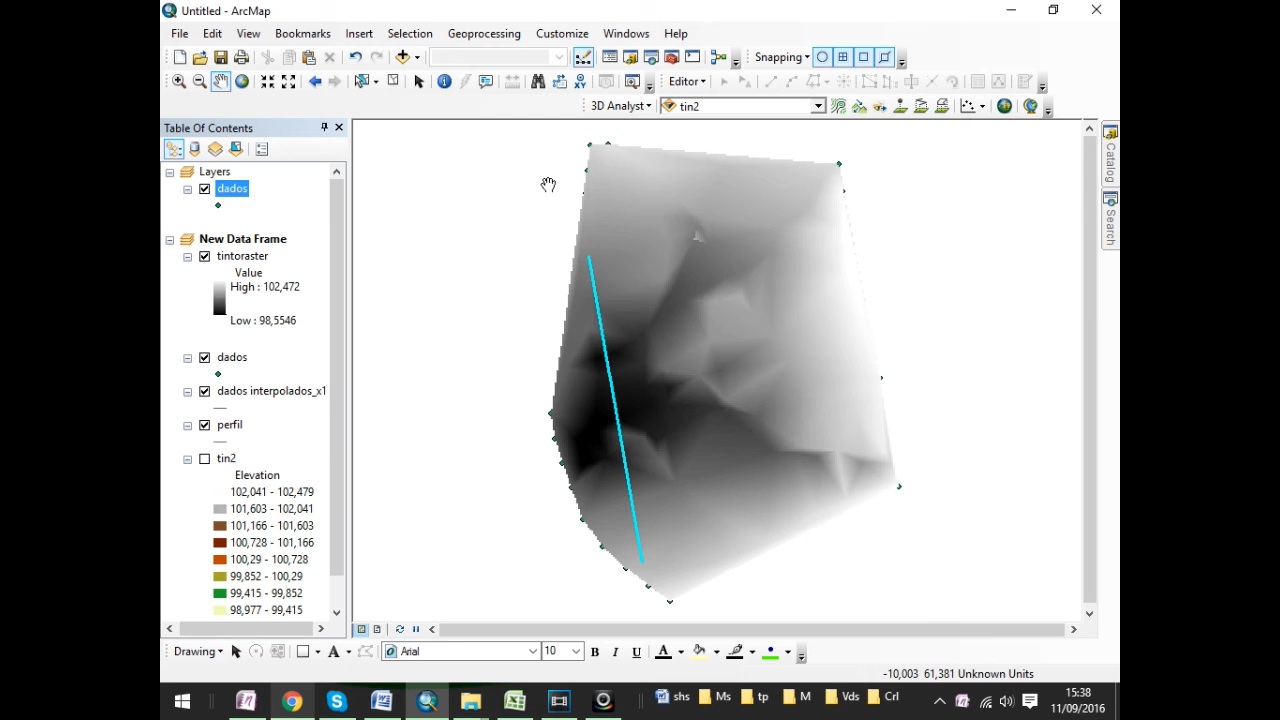 Untitled - ArcMap
File Edit View Bookmarks Insert Selection Geoprocessing Customize Windows Help
Snapping
Editor
3D Analyst tin2
Table Of Contents
Layers
dados
New Data Frame
tintoraster
Value
High : 102,472
Low : 98,5546
dados
dados interpolados_x1
perfil
tin2
Elevation
102,041 - 102,479
101,603 - 102,041
101,166 - 101,603
100,728 - 101,166
100,29 - 100,728
99,852 - 100,29
99,415 - 99,852
98,977 - 99,415
Catalog
Search
Drawing A Arial 10 B I U A
-10,003 61,381 Unknown Units
shs Ms tp M Vds Crl
15:38
11/09/2016